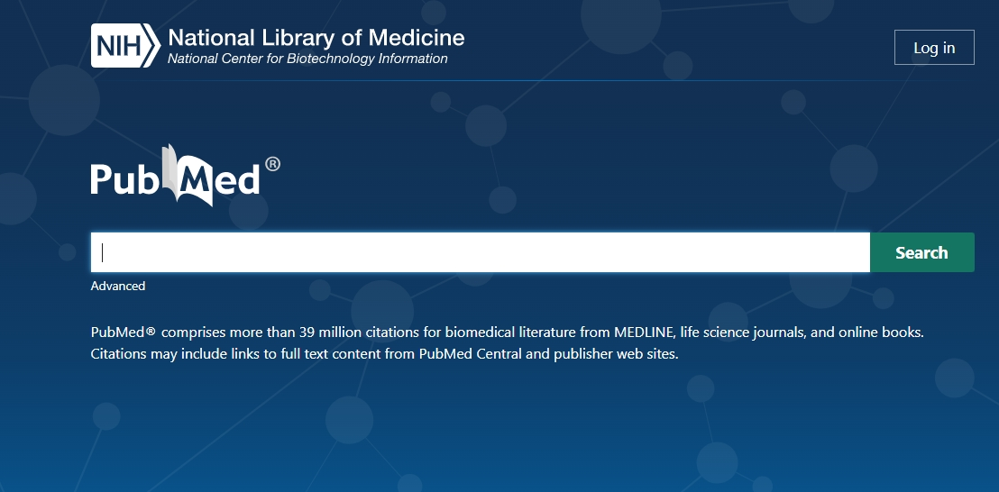 NIH National Library of Medicine
National Center for Biotechnology Information
Log in
PubMed®
Search
Advanced
PubMed® comprises more than 39 million citations for biomedical literature from MEDLINE, life science journals, and online books.
Citations may include links to full text content from PubMed Central and publisher web sites.